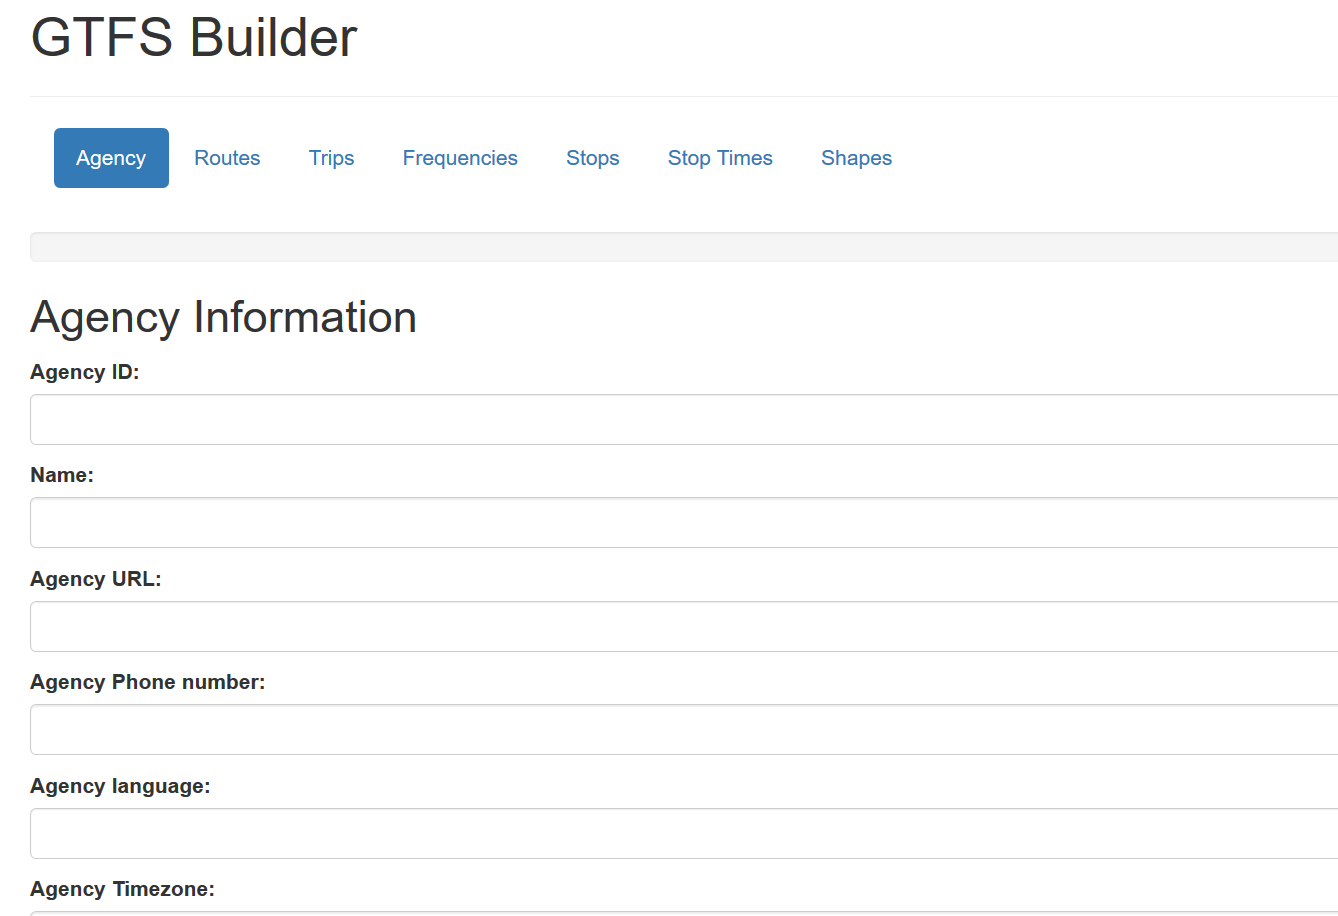 GTFS Builder
Agency Routes Trips Frequencies Stops Stop Times Shapes
Agency Information
Agency ID:
Name:
Agency URL:
Agency Phone number:
Agency language:
Agency Timezone: